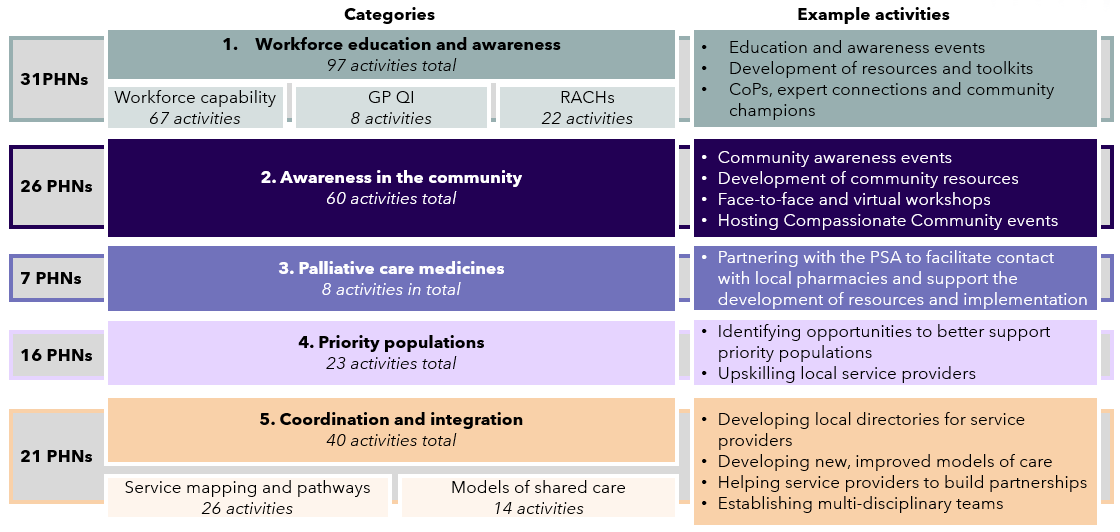 Categories
Example activities
31PHNs
1. Workforce education and awareness
97 activities total
Workforce capability
67 activities
GP QI
8 activities
RACHs
22 activities
• Education and awareness events
• Development of resources and toolkits
• CoPs, expert connections and community
champions
26 PHNs
2. Awareness in the community
60 activities total
• Community awareness events
• Development of community resources
• Face-to-face and virtual workshops
• Hosting Compassionate Community events
7 PHNs
3. Palliative care medicines
8 activities in total
• Partnering with the PSA to facilitate contact
with local pharmacies and support the
development of resources and implementation
16 PHNs
4. Priority populations
23 activities total
• Identifying opportunities to better support
priority populations
• Upskilling local service providers
21 PHNs
5. Coordination and integration
40 activities total
Service mapping and pathways
26 activities
Models of shared care
14 activities
• Developing local directories for service
providers
• Developing new, improved models of care
• Helping service providers to build partnerships
• Establishing multi-disciplinary teams